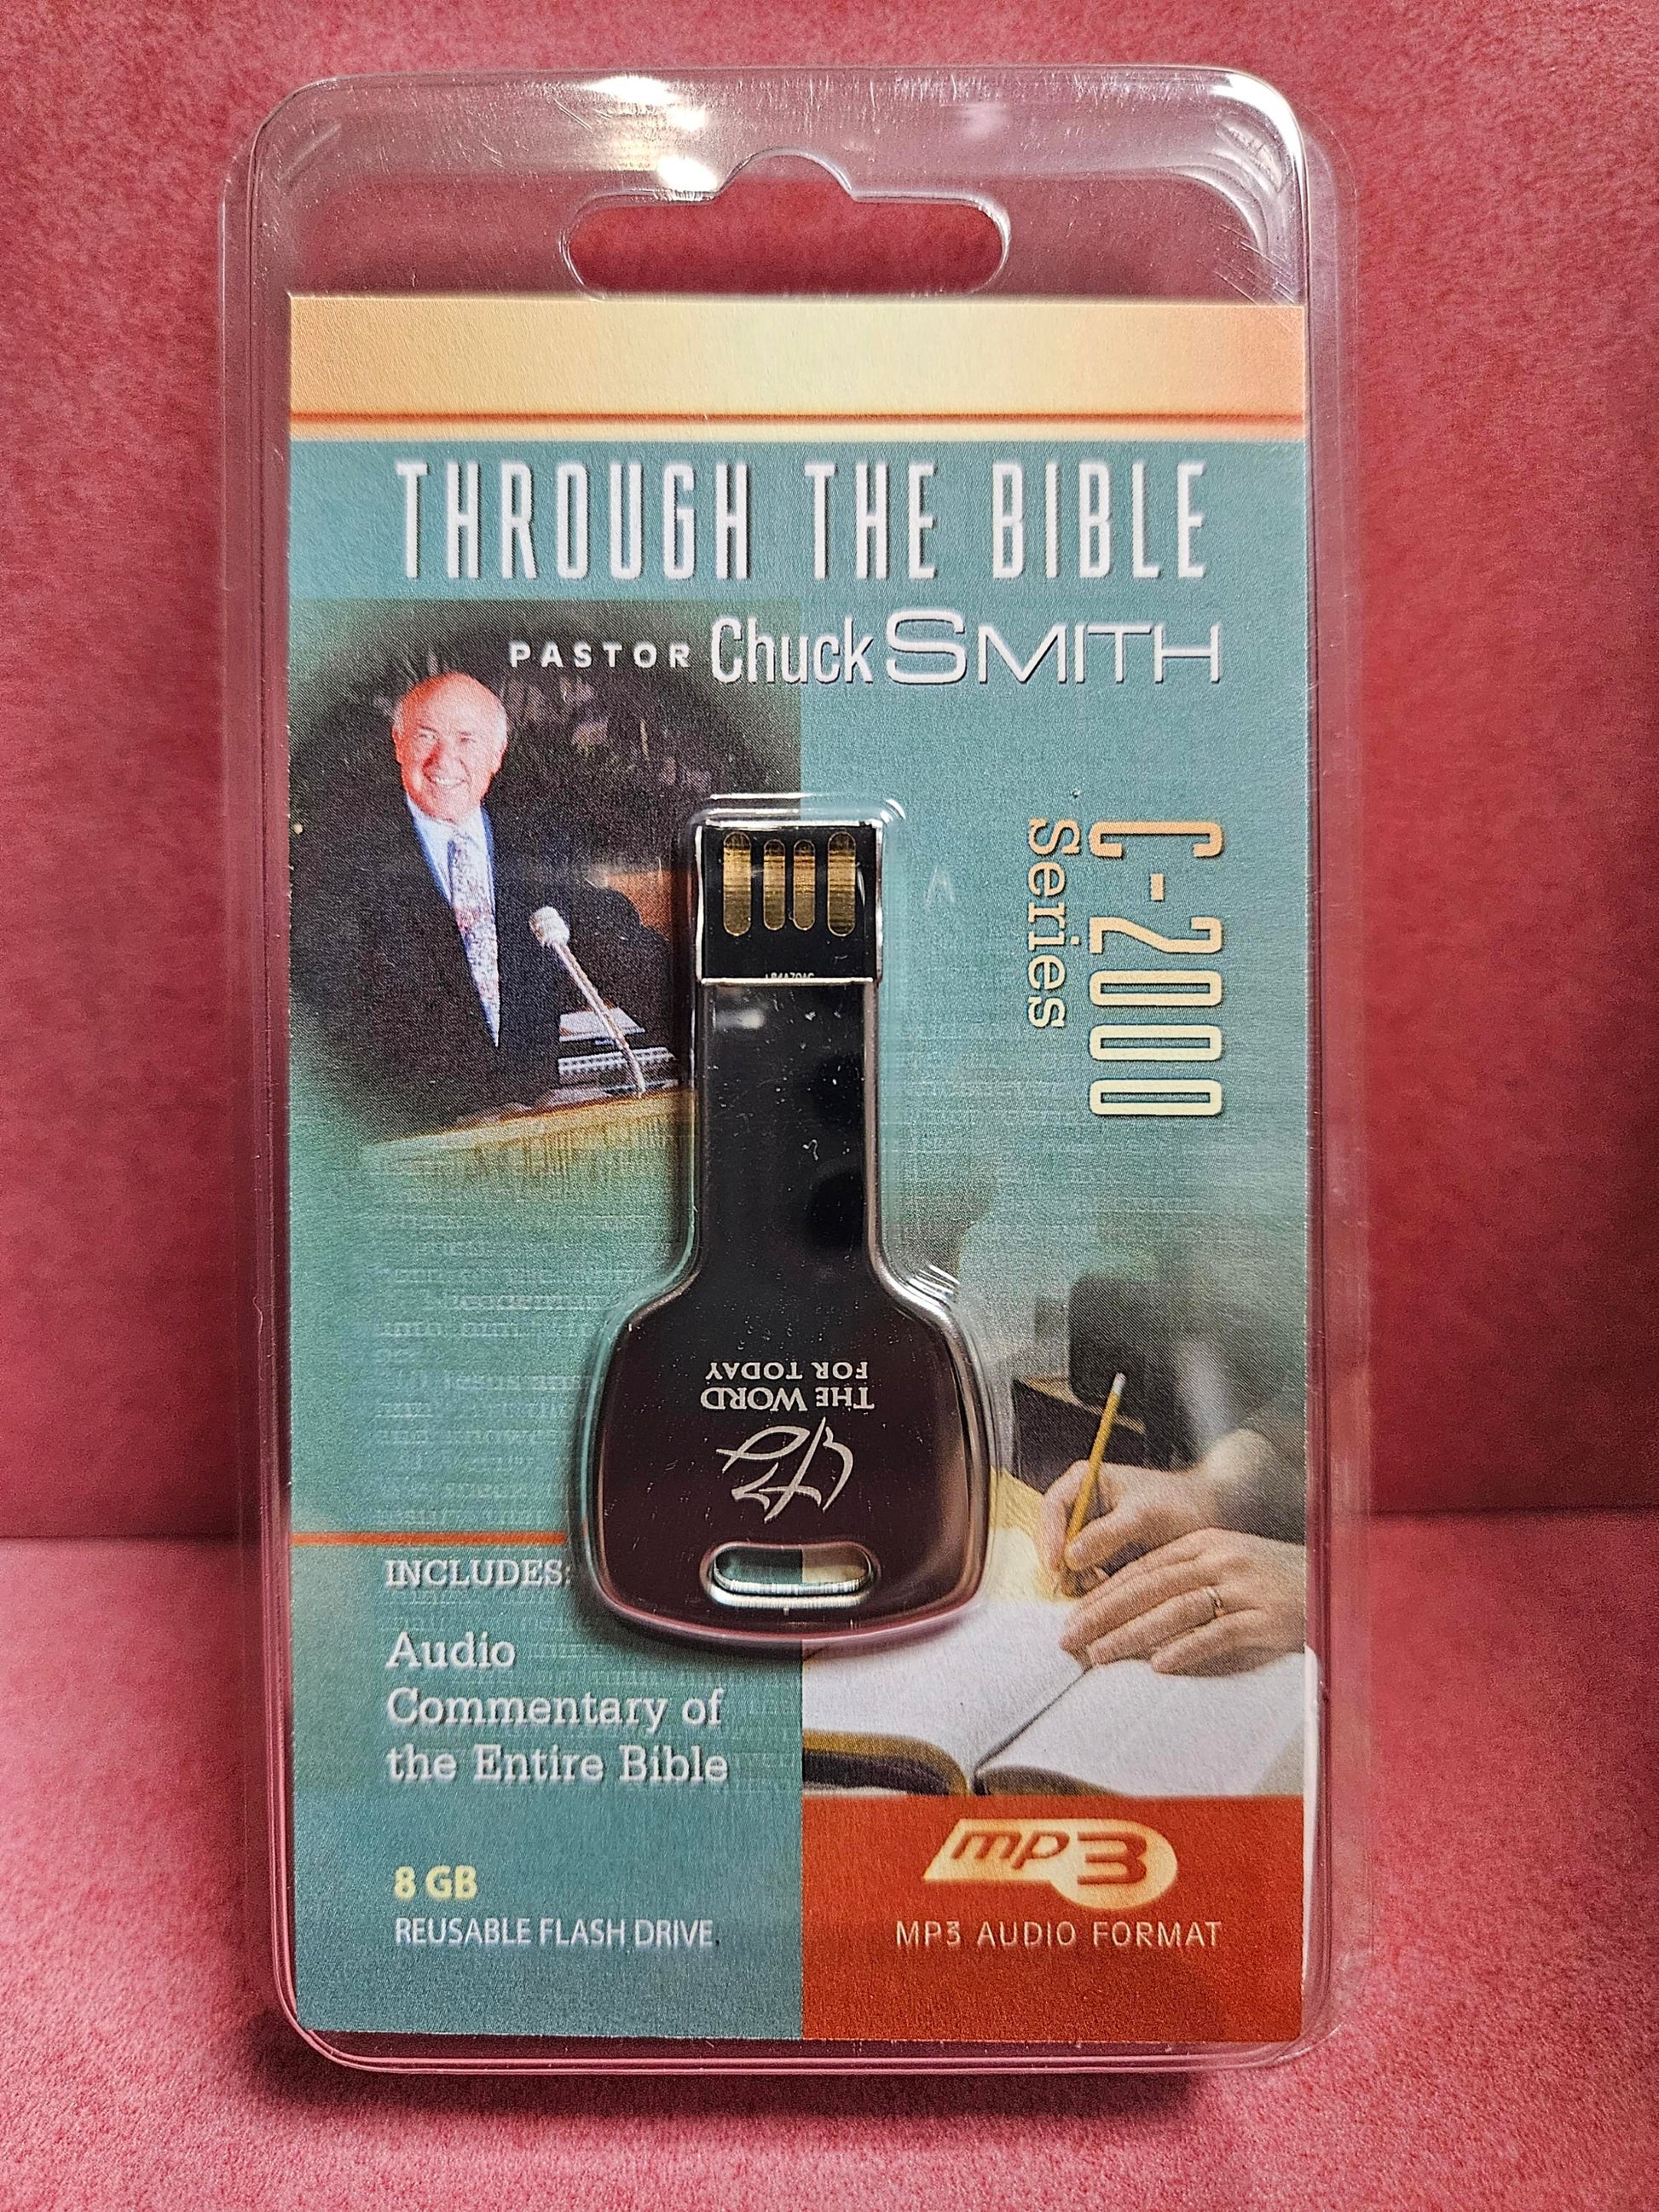 THROUGH THE BIBLE
PASTOR Chuck SMITH
C-2000
Series
THE WORD
FOR TODAY
INCLUDES:
Audio
Commentary of
the Entire Bible
8 GB
REUSABLE FLASH DRIVE
mp3
MP3 AUDIO FORMAT